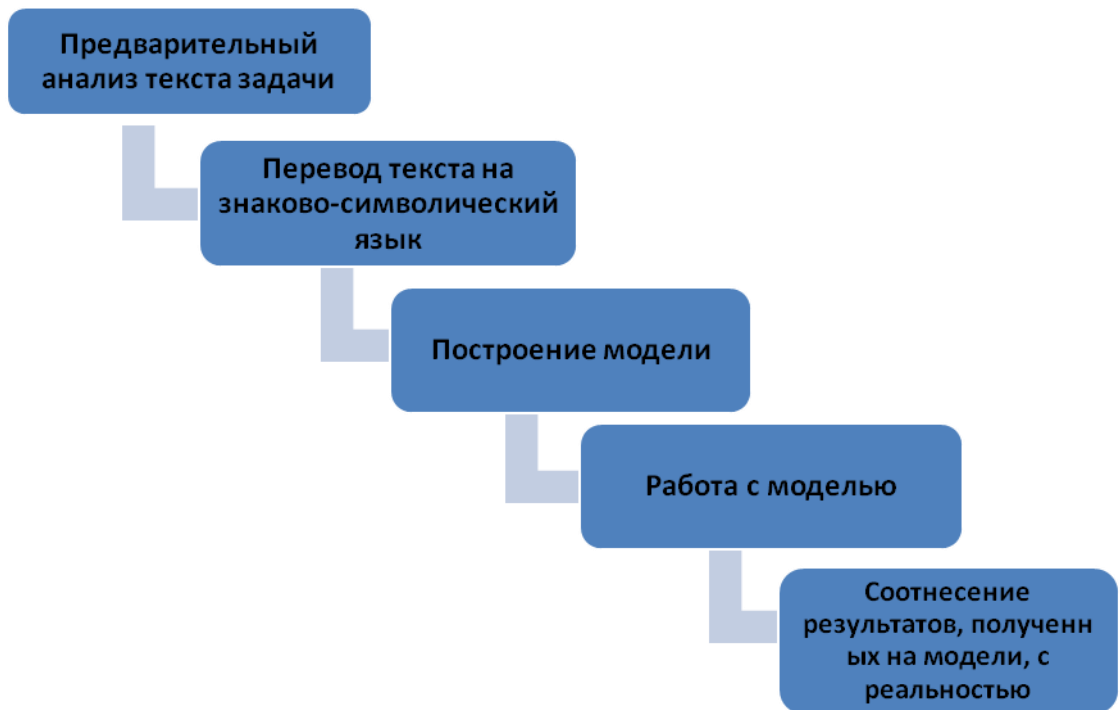 Предварительный
анализ текста задачи
Перевод текста на
знаково-символический
язык
Построение модели
Работа с моделью
Соотнесение
результатов, полученн
ых на модели, с
реальностью